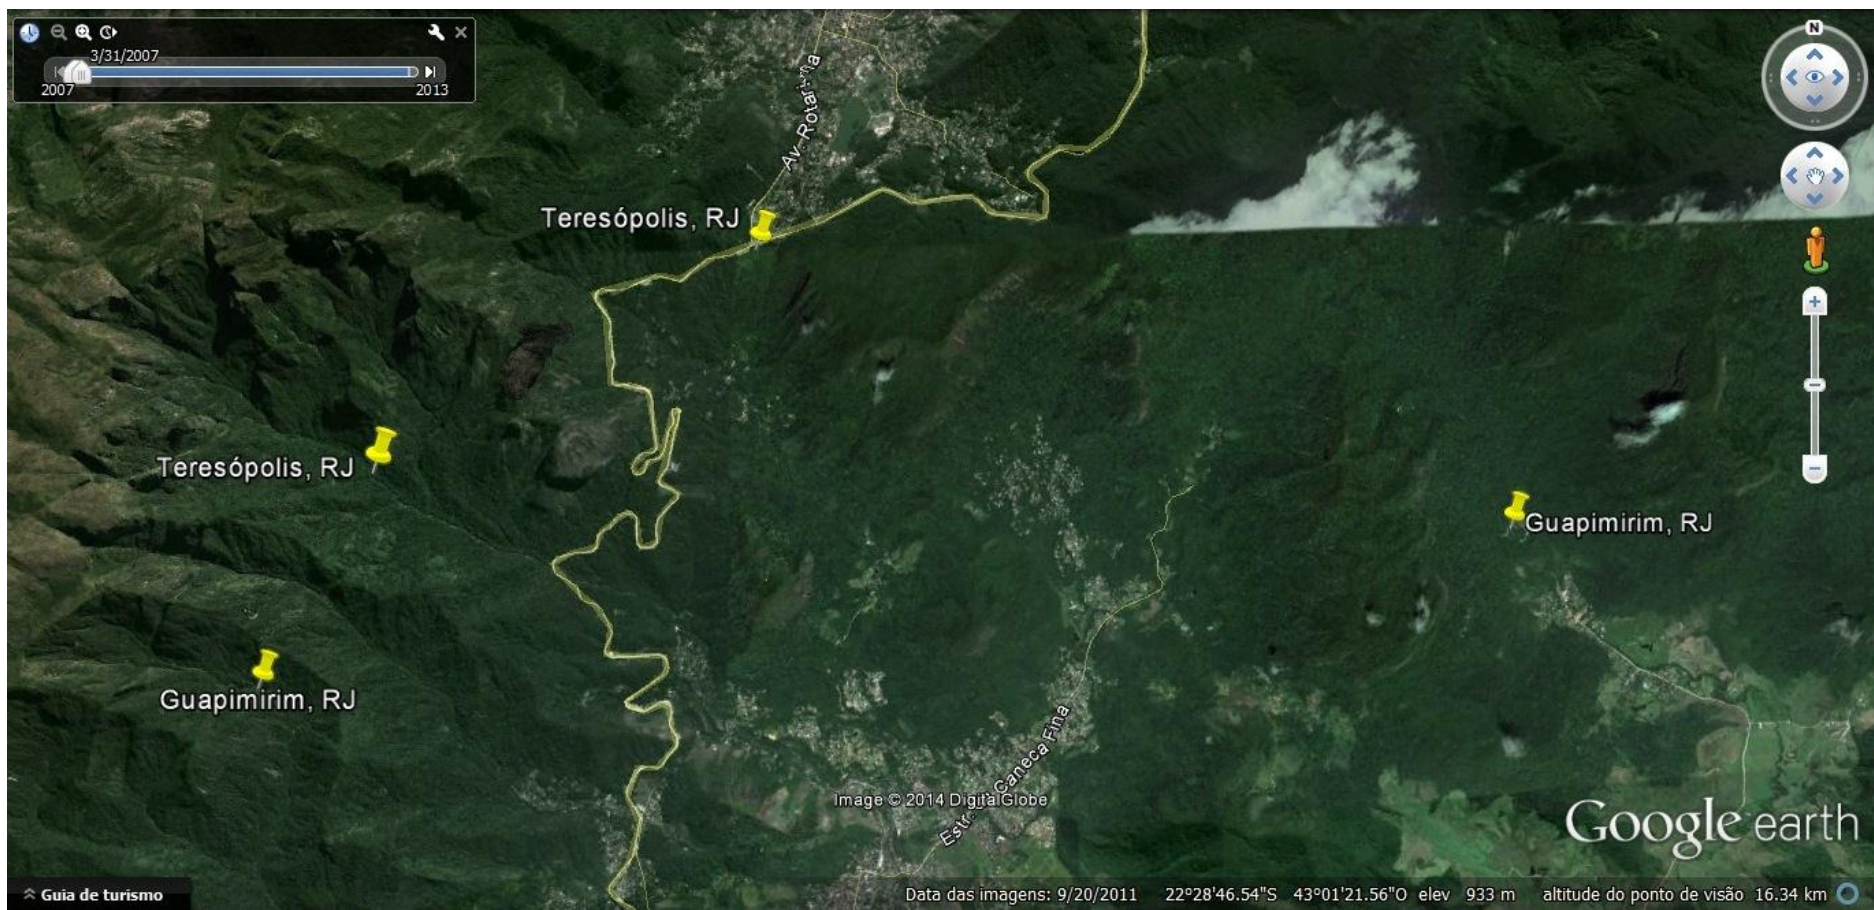 3/31/2007
2007
2013
N
Av. Rotariana
Teresópolis, RJ
Teresópolis, RJ
Guapimirim, RJ
Guapimirim, RJ
Caneca Fina
Estr.
Image © 2014 DigitalGlobe
Google earth
Guia de turismo
Data das imagens: 9/20/2011 22°28'46.54"S 43°01'21.56"O elev 933 m altitude do ponto de visão 16.34 km